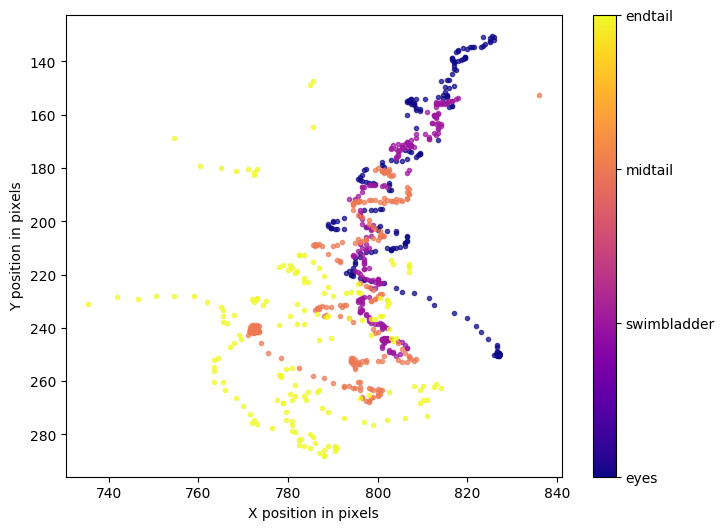 endtail
140
160
midtail
180
200
Y position in pixels
220
swimbladder
240
260
280
eyes
740
760
780
800
820
840
X position in pixels